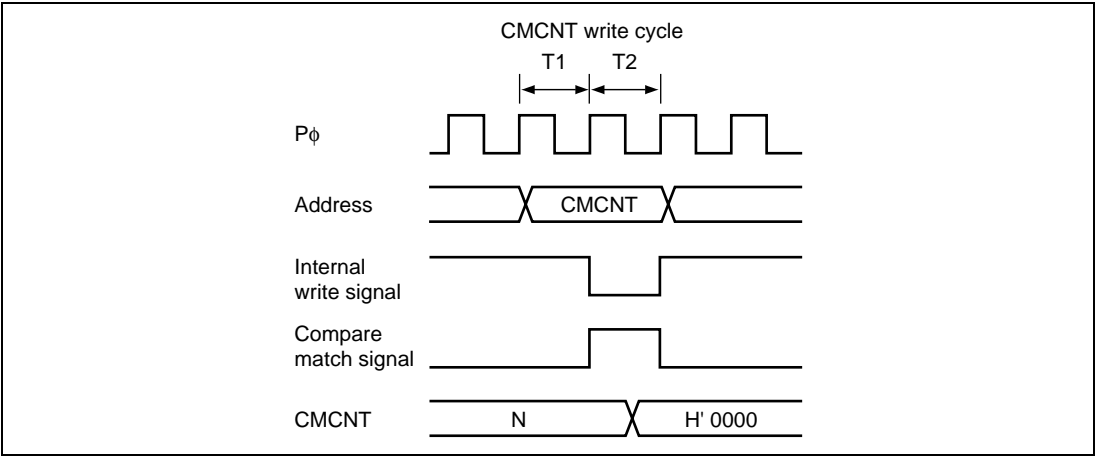 CMCNT write cycle
T1 T2
Pϕ
Address CMCNT
Internal
write signal
Compare
match signal
CMCNT N H' 0000